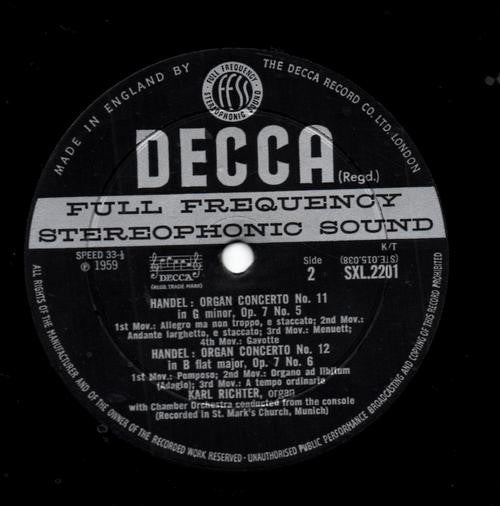 MADE IN ENGLAND BY
THE DECCA RECORD CO. LTD. LONDON
· FULL FREQUENCY ·
FFSS
STEREOPHONIC SOUND
DECCA
(Regd.)
FULL FREQUENCY
STEREOPHONIC SOUND
SPEED 33-⅓
℗ 1959
DECCA
(REGD. TRADE MARK)
K/T
(STE.015.038)
Side
2
SXL.2201
HANDEL : ORGAN CONCERTO No. 11
in G minor, Op. 7 No. 5
1st Mov.: Allegro ma non troppo, e staccato; 2nd Mov.:
Andante larghetto, e staccato; 3rd Mov.: Menuett;
4th Mov.: Gavotte
HANDEL : ORGAN CONCERTO No. 12
in B flat major, Op. 7 No. 6
1st Mov.: Pomposo; 2nd Mov.: Organo ad libitum
(Adagio); 3rd Mov.: A tempo ordinario
KARL RICHTER, organ
with Chamber Orchestra conducted from the console
(Recorded in St. Mark's Church, Munich)
ALL RIGHTS OF THE MANUFACTURER AND OF THE OWNER OF THE RECORDED WORK RESERVED · UNAUTHORISED PUBLIC PERFORMANCE BROADCASTING AND COPYING OF THIS RECORD PROHIBITED